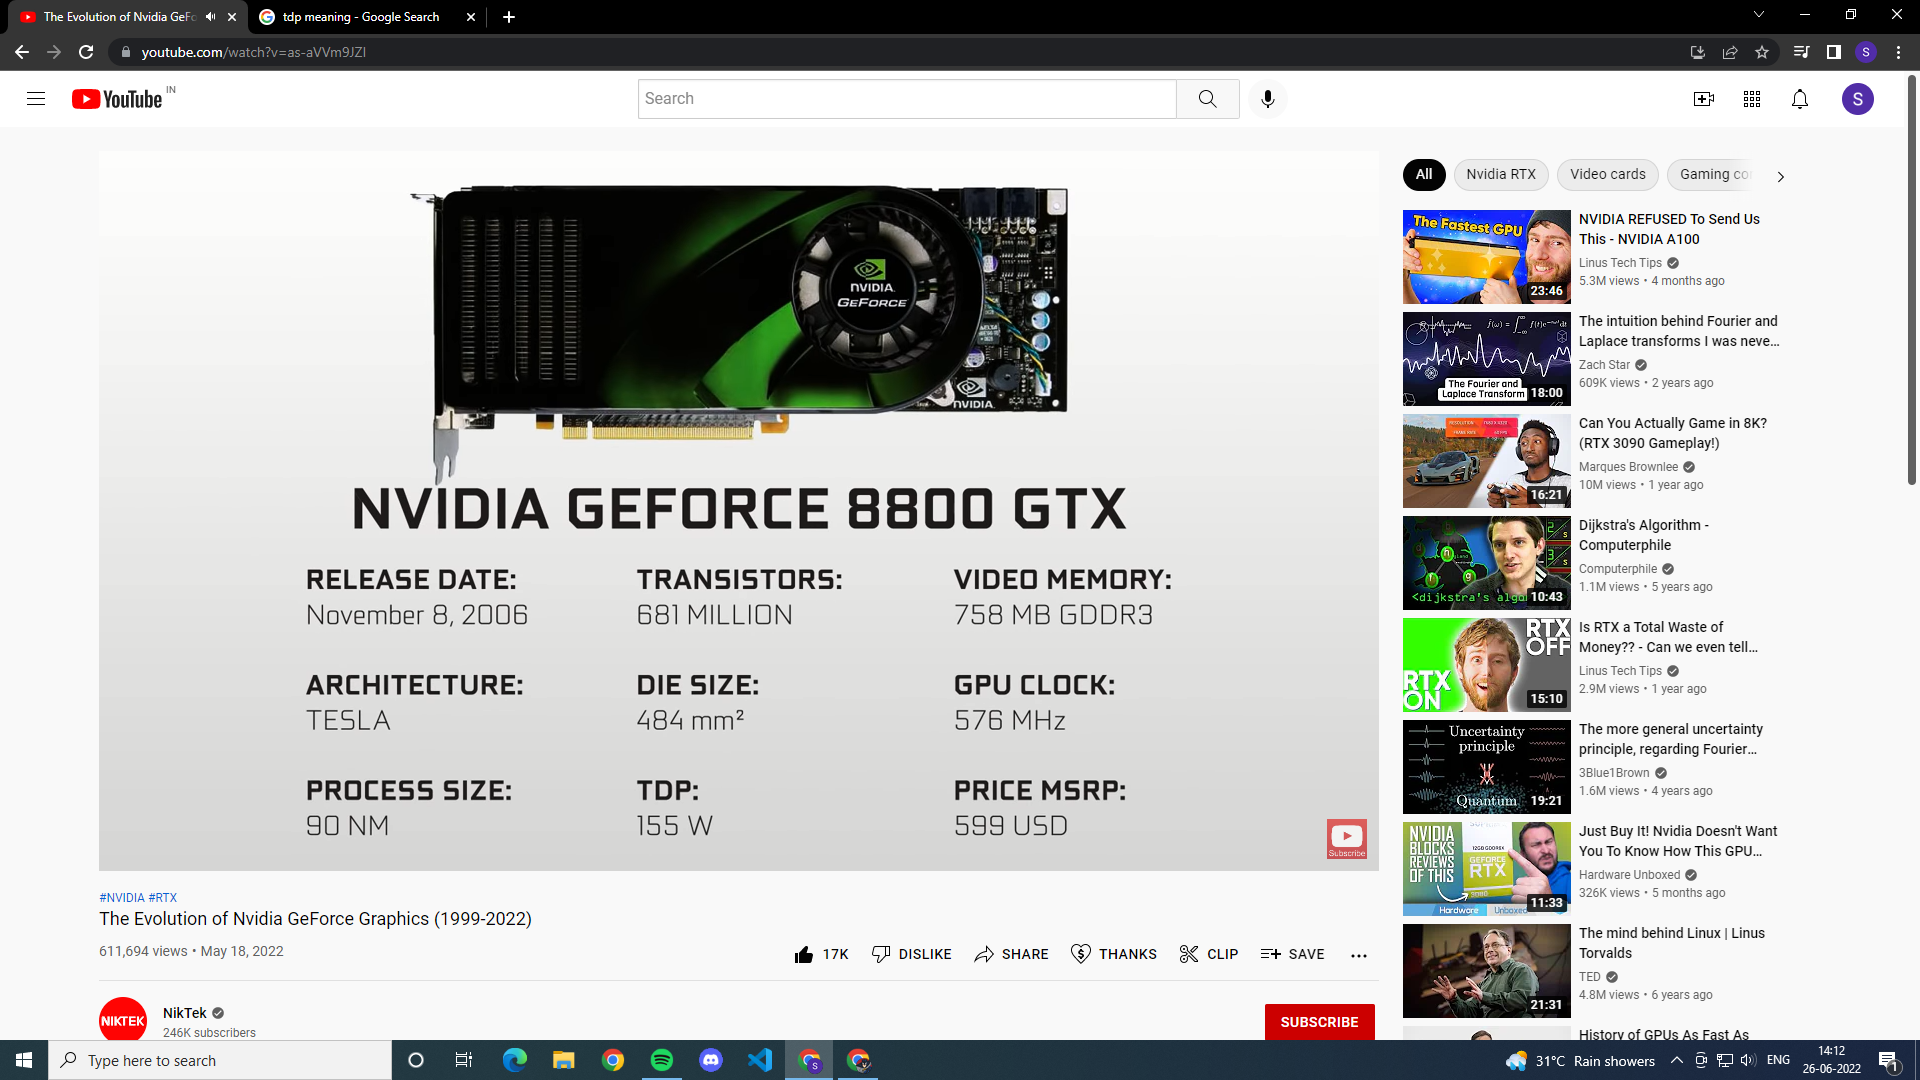 The Evolution of Nvidia GeFo
tdp meaning - Google Search
youtube.com/watch?v=as-aVVm9JZI
S
YouTube IN
Search
S
NVIDIA
GEFORCE
NVIDIA.
NVIDIA GEFORCE 8800 GTX
RELEASE DATE:
November 8, 2006
TRANSISTORS:
681 MILLION
VIDEO MEMORY:
758 MB GDDR3
ARCHITECTURE:
TESLA
DIE SIZE:
484 mm²
GPU CLOCK:
576 MHz
PROCESS SIZE:
90 NM
TDP:
155 W
PRICE MSRP:
599 USD
Subscribe
#NVIDIA #RTX
The Evolution of Nvidia GeForce Graphics (1999-2022)
611,694 views • May 18, 2022
17K
DISLIKE
SHARE
THANKS
CLIP
SAVE
NIKTEK
NikTek
246K subscribers
SUBSCRIBE
All
Nvidia RTX
Video cards
Gaming co
The Fastest GPU
23:46
NVIDIA REFUSED To Send Us
This - NVIDIA A100
Linus Tech Tips
5.3M views • 4 months ago
The Fourier and
Laplace Transform
18:00
The intuition behind Fourier and
Laplace transforms I was neve...
Zach Star
609K views • 2 years ago
16:21
Can You Actually Game in 8K?
(RTX 3090 Gameplay!)
Marques Brownlee
10M views • 1 year ago
<dijkstra's algo
10:43
Dijkstra's Algorithm -
Computerphile
Computerphile
1.1M views • 5 years ago
RTX
OFF
RTX
ON
15:10
Is RTX a Total Waste of
Money?? - Can we even tell...
Linus Tech Tips
2.9M views • 1 year ago
Uncertainty
principle
Quantum
19:21
The more general uncertainty
principle, regarding Fourier...
3Blue1Brown
1.6M views • 4 years ago
NVIDIA
BLOCKS
REVIEWS
OF THIS
GEFORCE
RTX
Hardware Unboxed
11:33
Just Buy It! Nvidia Doesn't Want
You To Know How This GPU...
Hardware Unboxed
326K views • 5 months ago
21:31
The mind behind Linux | Linus
Torvalds
TED
4.8M views • 6 years ago
History of GPUs As Fast As
Type here to search
31°C Rain showers
ENG
14:12
26-06-2022
1